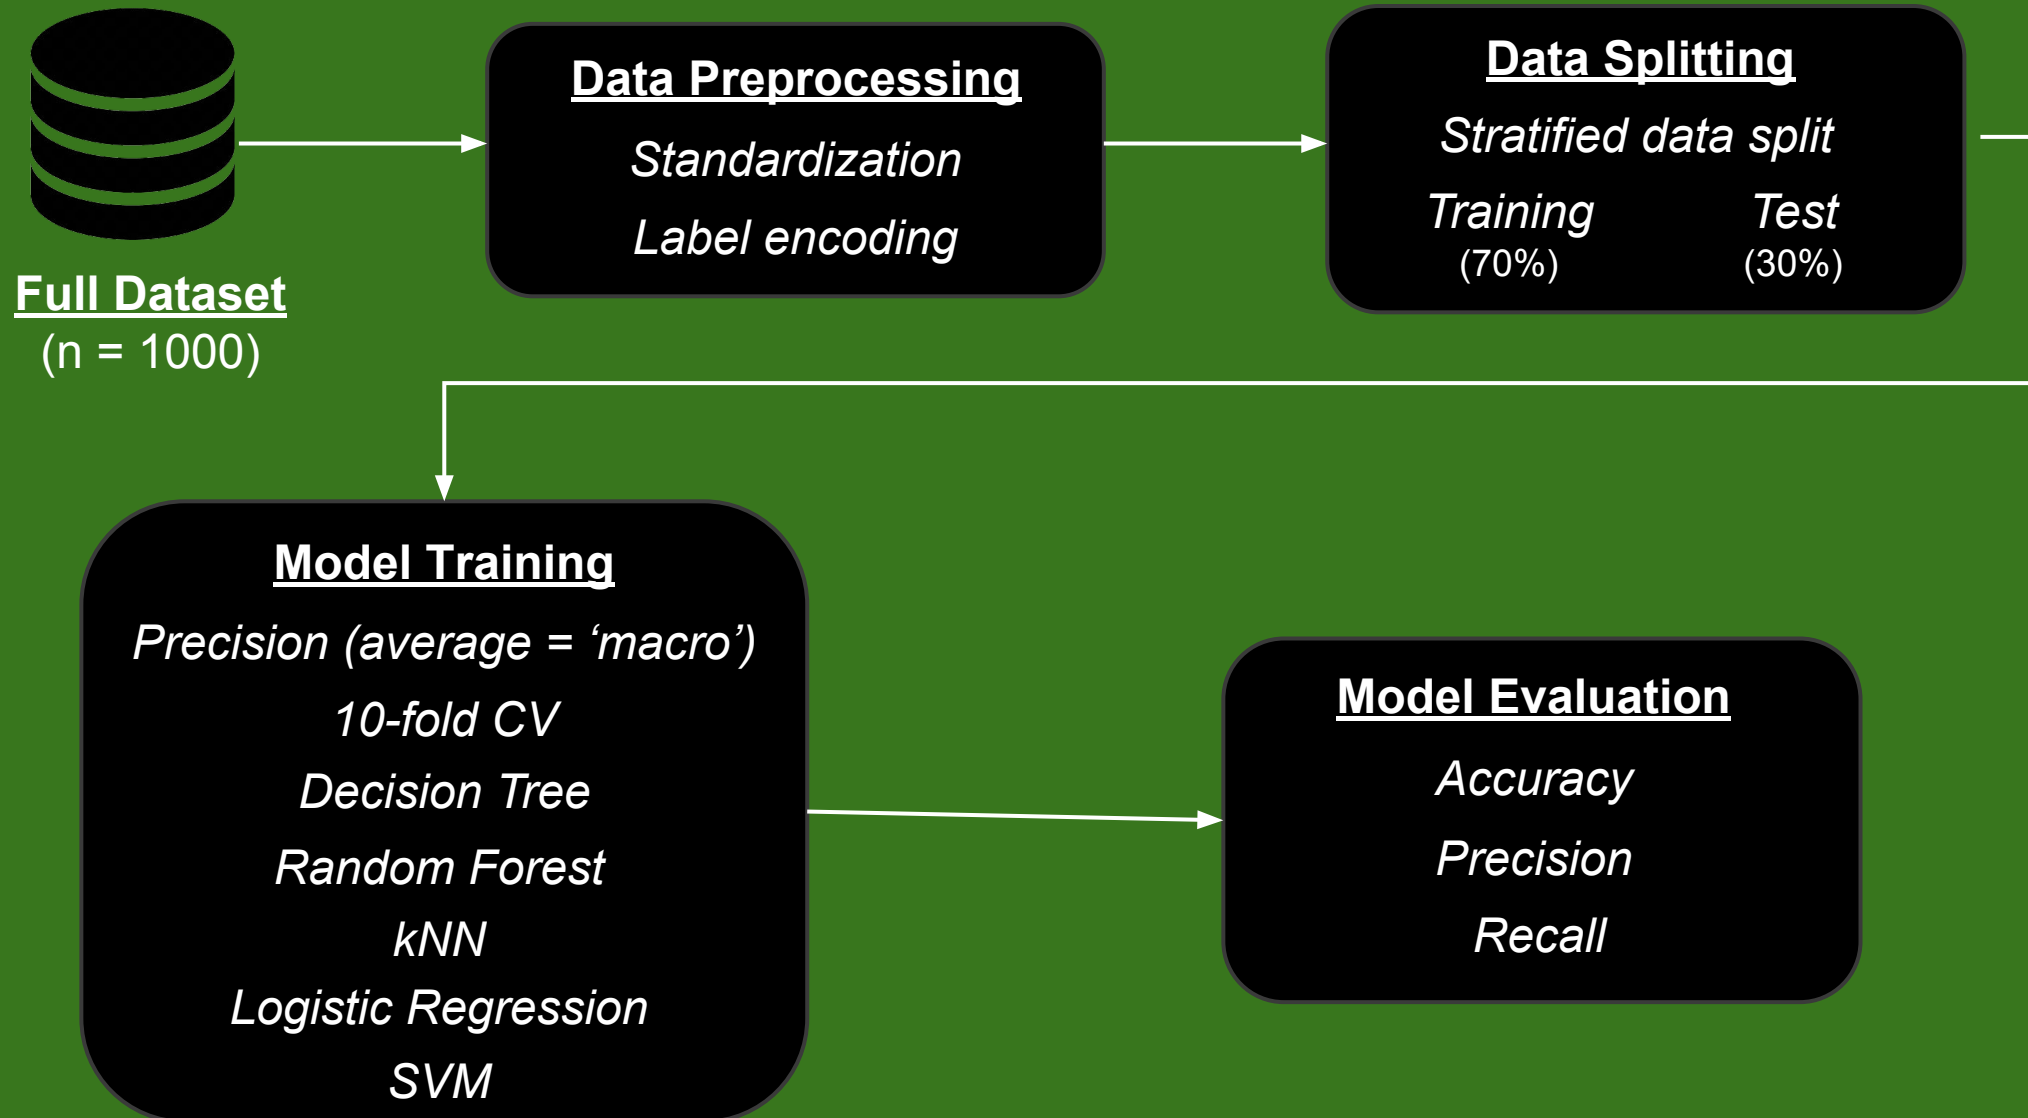 Full Dataset
(n = 1000)
Data Preprocessing
Standardization
Label encoding
Data Splitting
Stratified data split
Training Test
(70%) (30%)
Model Training
Precision (average = ‘macro’)
10-fold CV
Decision Tree
Random Forest
kNN
Logistic Regression
SVM
Model Evaluation
Accuracy
Precision
Recall